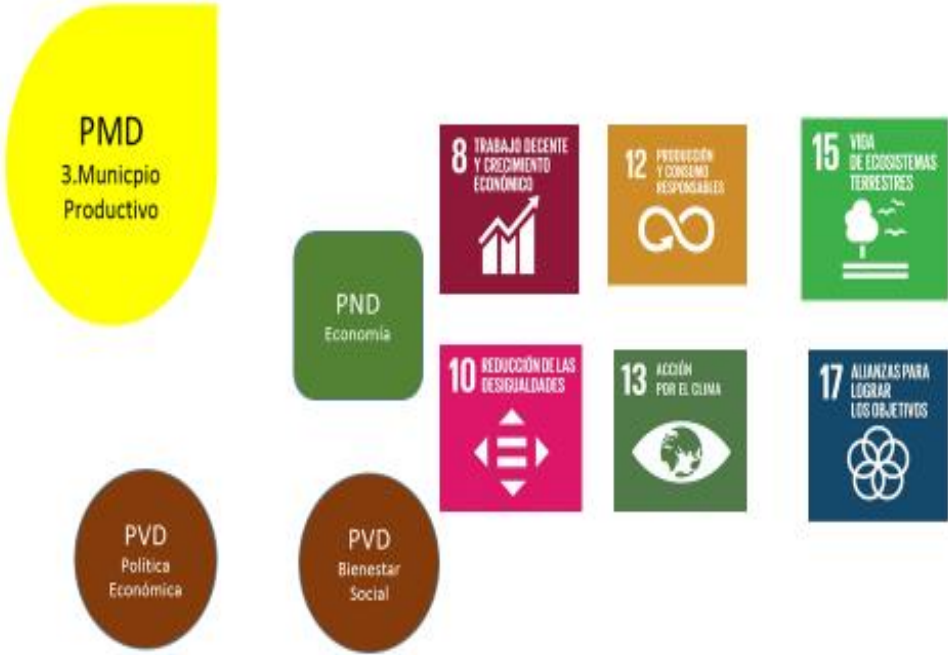 PMD
3.Municpio
Productivo
PND
Economía
PVD
Política
Económica
PVD
Bienestar
Social
8 TRABAJO DECENTE
Y CRECIMIENTO
ECONÓMICO
12 PRODUCCIÓN
Y CONSUMO
RESPONSABLES
15 VIDA
DE ECOSISTEMAS
TERRESTRES
10 REDUCCIÓN DE LAS
DESIGUALDADES
13 ACCIÓN
POR EL CLIMA
17 ALIANZAS PARA
LOGRAR
LOS OBJETIVOS